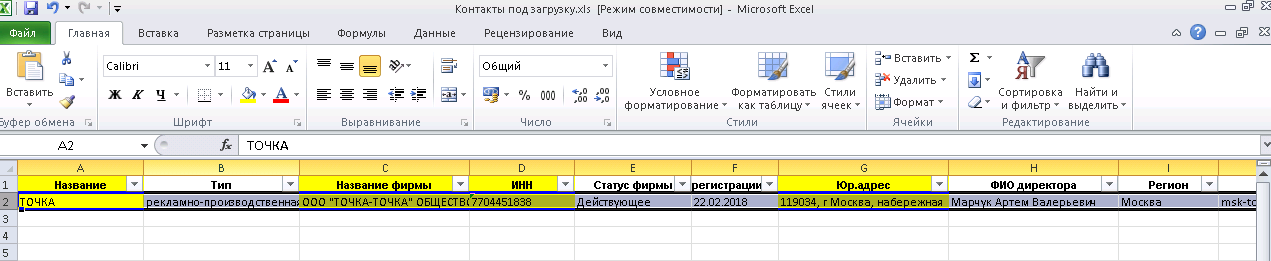 Контакты под загрузку.xls [Режим совместимости] - Microsoft Excel
Файл Главная Вставка Разметка страницы Формулы Данные Рецензирование Вид
Calibri 11 Общий Вставить
Вставить Условное форматирование Форматировать как таблицу Стили ячеек Удалить Сортировка и фильтр Найти и выделить
Ж К Ч % 000 Формат
Буфер обмена Шрифт Выравнивание Число Стили Ячейки Редактирование
A2 fx ТОЧКА
A B C D E F G H I
1 Название Тип Название фирмы ИНН Статус фирмы регистрации Юр.адрес ФИО директора Регион
2 ТОЧКА рекламно-производственная ООО "ТОЧКА-ТОЧКА" ОБЩЕСТВ 7704451838 Действующее 22.02.2018 119034, г Москва, набережная Марчук Артем Валерьевич Москва msk-to
3
4
5